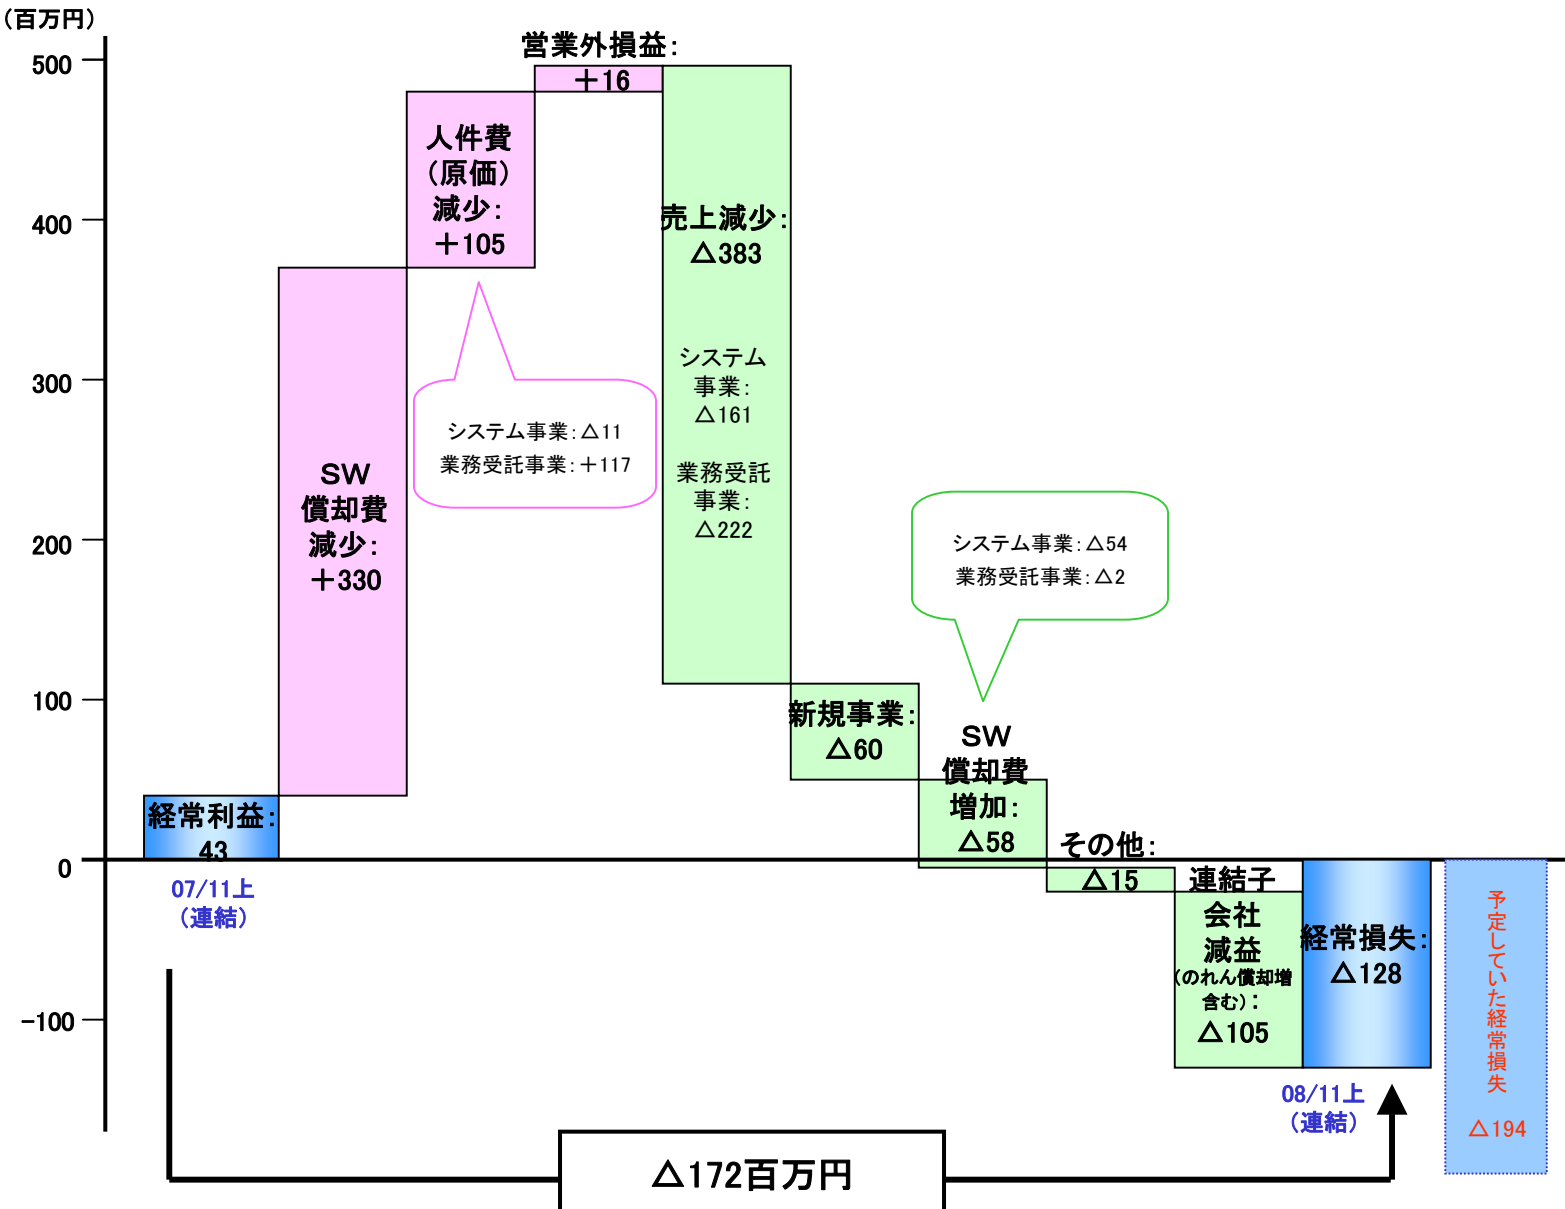 （百万円）
500
400
300
200
100
0
-100
営業外損益：
＋16
人件費
（原価）
減少：
＋105
売上減少：
△383
システム
事業：
△161
業務受託
事業：
△222
システム事業：△11
業務受託事業：＋117
SW
償却費
減少：
＋330
システム事業：△54
業務受託事業：△2
新規事業：
△60
SW
償却費
増加：
△58
経常利益：
43
07/11上
（連結）
その他：
△15
連結子
会社
減益
（のれん償却増
含む）：
△105
経常損失：
△128
08/11上
（連結）
予定していた経常損失
△194
△172百万円